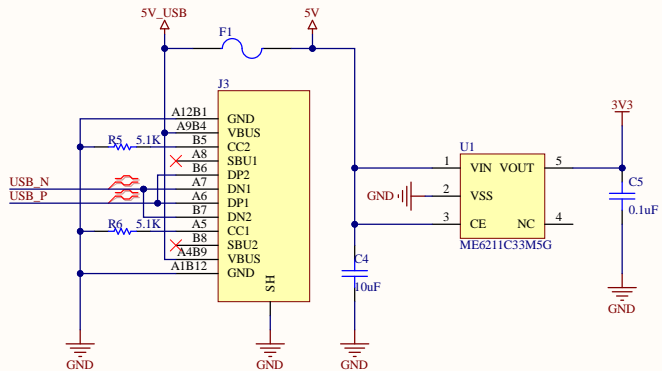 5V_USB
5V
F1
J3
A12B1 GND
A9B4 VBUS
R5 5.1K B5 CC2
A8 SBU1
B6 DP2
USB_N A7 DN1
USB_P A6 DP1
B7 DN2
R6 5.1K A5 CC1
B8 SBU2
A4B9 VBUS
A1B12 GND
SH
GND
GND
3V3
U1
1 VIN VOUT 5
GND 2 VSS
3 CE NC 4
ME6211C33M5G
C5
0.1uF
C4
10uF
GND
GND